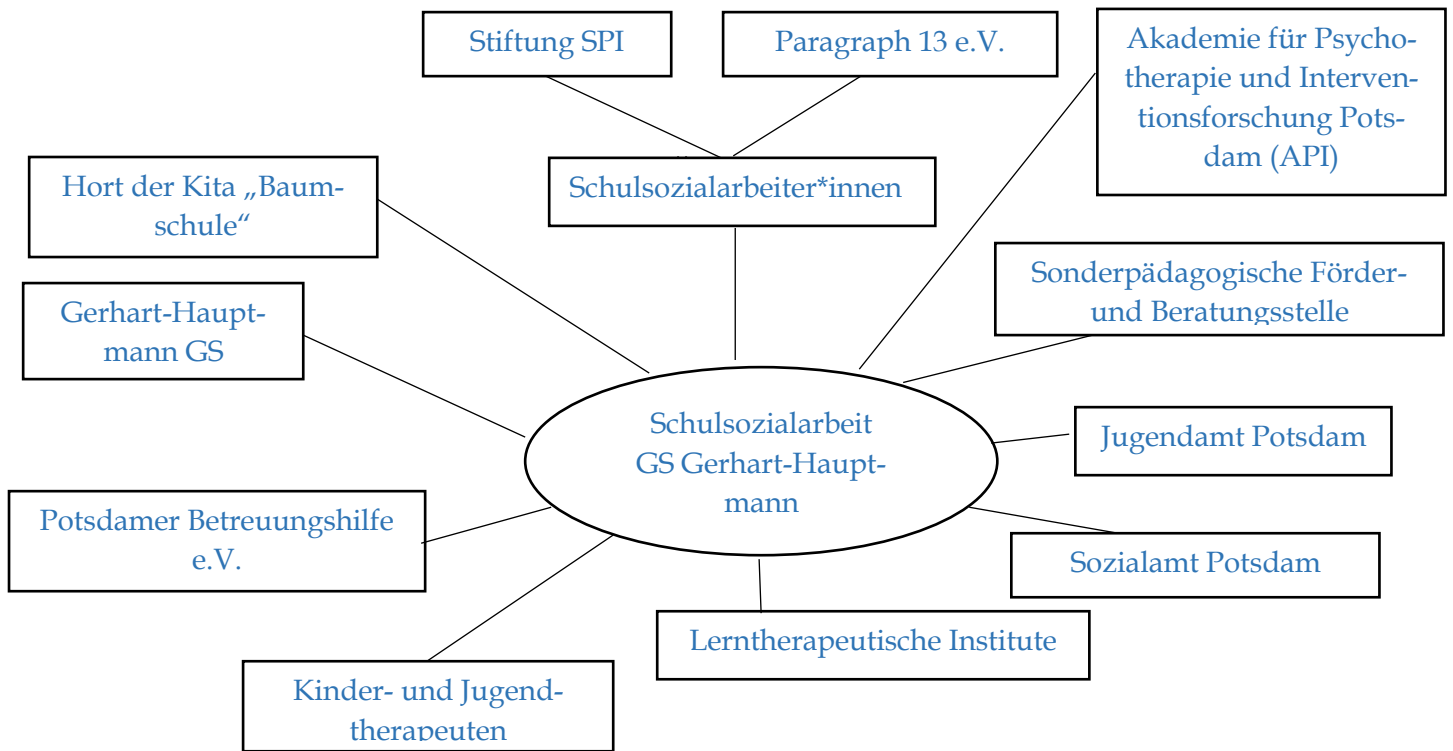 Stiftung SPI
Paragraph 13 e.V.
Akademie für Psycho-
therapie und Interven-
tionsforschung Pots-
dam (API)
Hort der Kita „Baum-
schule“
Schulsozialarbeiter*innen
Sonderpädagogische Förder-
und Beratungsstelle
Gerhart-Haupt-
mann GS
Schulsozialarbeit
GS Gerhart-Haupt-
mann
Jugendamt Potsdam
Potsdamer Betreuungshilfe
e.V.
Sozialamt Potsdam
Lerntherapeutische Institute
Kinder- und Jugend-
therapeuten